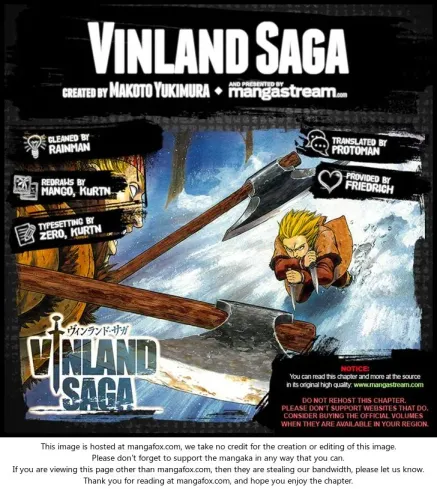 VINLAND SAGA
CREATED BY MAKOTO YUKIMURA ◆ AND PRESENTED BY mangastream.com
CLEANED BY
RAINMAN
REDRAWS BY
MANGO, KURTN
TYPESETTING BY
ZERO, KURTN
TRANSLATED BY
PROTOMAN
PROVIDED BY
FRIEDRICH
ヴィンランド・サガ
VINLAND
SAGA
NOTICE:
You can read this chapter and more at the source
in its original high quality: www.mangastream.com
DO NOT REHOST THIS CHAPTER.
PLEASE DON'T SUPPORT WEBSITES THAT DO.
CONSIDER BUYING THE OFFICIAL VOLUMES
WHEN THEY ARE AVAILABLE IN YOUR REGION.
This image is hosted at mangafox.com, we take no credit for the creation or editing of this image.
Please don't forget to support the mangaka in any way that you can.
If you are viewing this page other than mangafox.com, then they are stealing our bandwidth, please let us know.
Thank you for reading at mangafox.com, and hope you enjoy the chapter.